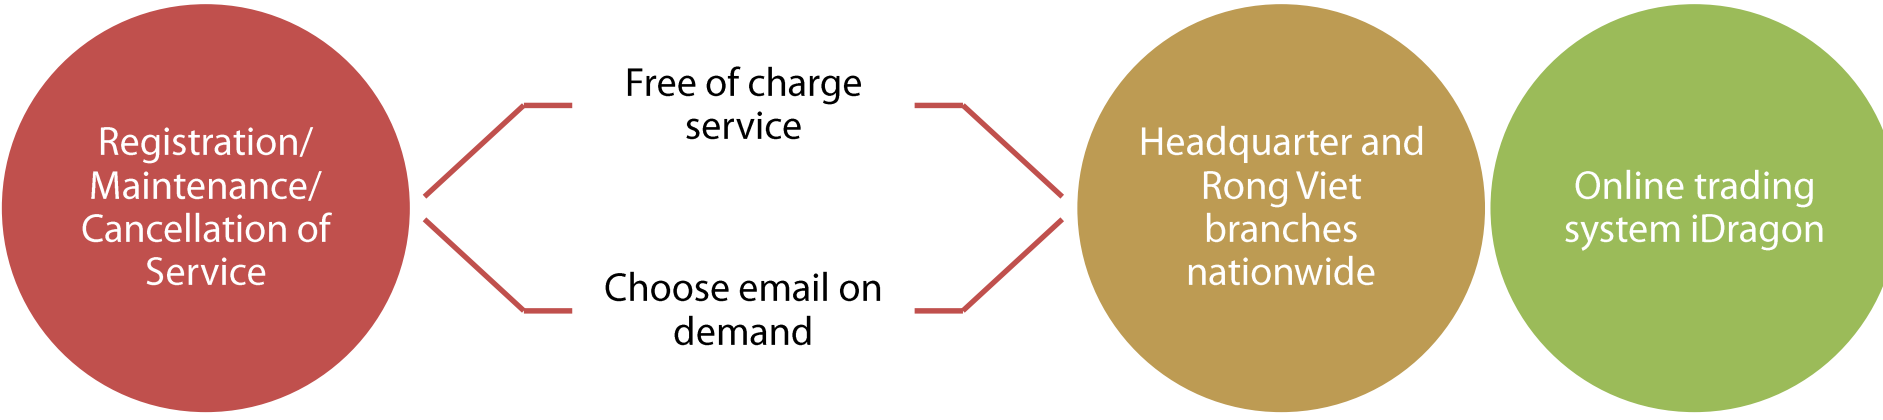 Registration/
Maintenance/
Cancellation of
Service
Free of charge
service
Choose email on
demand
Headquarter and
Rong Viet
branches
nationwide
Online trading
system iDragon